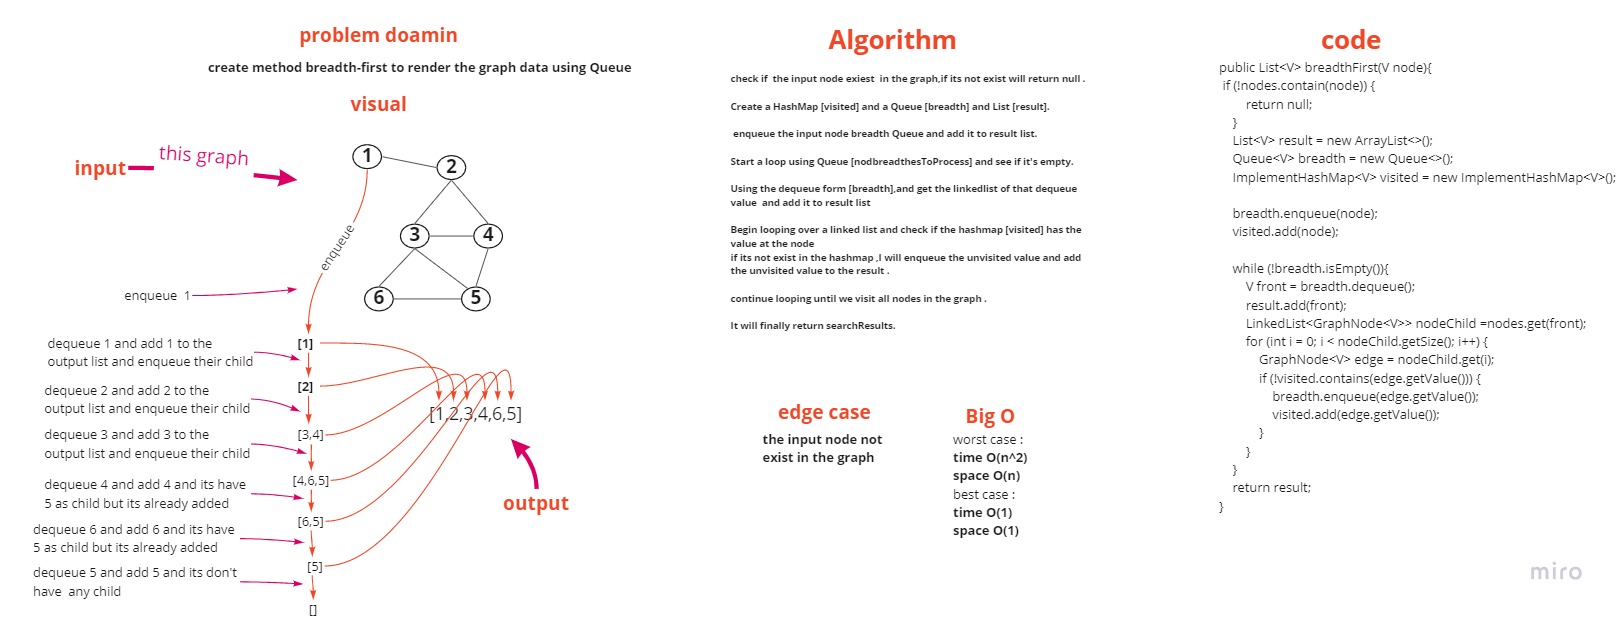 problem doamin
create method breadth-first to render the graph data using Queue
visual
input
this graph
1
2
3
4
6
5
enqueue
enqueue 1
[1]
dequeue 1 and add 1 to the
output list and enqueue their child
[2]
dequeue 2 and add 2 to the
output list and enqueue their child
[3,4]
dequeue 3 and add 3 to the
output list and enqueue their child
[4,6,5]
dequeue 4 and add 4 and its have
5 as child but its already added
[6,5]
dequeue 6 and add 6 and its have
5 as child but its already added
[5]
dequeue 5 and add 5 and its don't
have any child
[]
[1,2,3,4,6,5]
output
Algorithm
check if the input node exiest in the graph,if its not exist will return null .
Create a HashMap [visited] and a Queue [breadth] and List [result].
enqueue the input node breadth Queue and add it to result list.
Start a loop using Queue [nodbreadthesToProcess] and see if it's empty.
Using the dequeue form [breadth],and get the linkedlist of that dequeue
value and add it to result list
Begin looping over a linked list and check if the hashmap [visited] has the
value at the node
if its not exist in the hashmap ,I will enqueue the unvisited value and add
the unvisited value to the result .
continue looping until we visit all nodes in the graph .
It will finally return searchResults.
edge case
the input node not
exist in the graph
Big O
worst case :
time O(n^2)
space O(n)
best case :
time O(1)
space O(1)
code
public List<V> breadthFirst(V node){
if (!nodes.contain(node)) {
return null;
}
List<V> result = new ArrayList<>();
Queue<V> breadth = new Queue<>();
ImplementHashMap<V> visited = new ImplementHashMap<V>();
breadth.enqueue(node);
visited.add(node);
while (!breadth.isEmpty()){
V front = breadth.dequeue();
result.add(front);
LinkedList<GraphNode<V>> nodeChild =nodes.get(front);
for (int i = 0; i < nodeChild.getSize(); i++) {
GraphNode<V> edge = nodeChild.get(i);
if (!visited.contains(edge.getValue())) {
breadth.enqueue(edge.getValue());
visited.add(edge.getValue());
}
}
}
return result;
}
miro